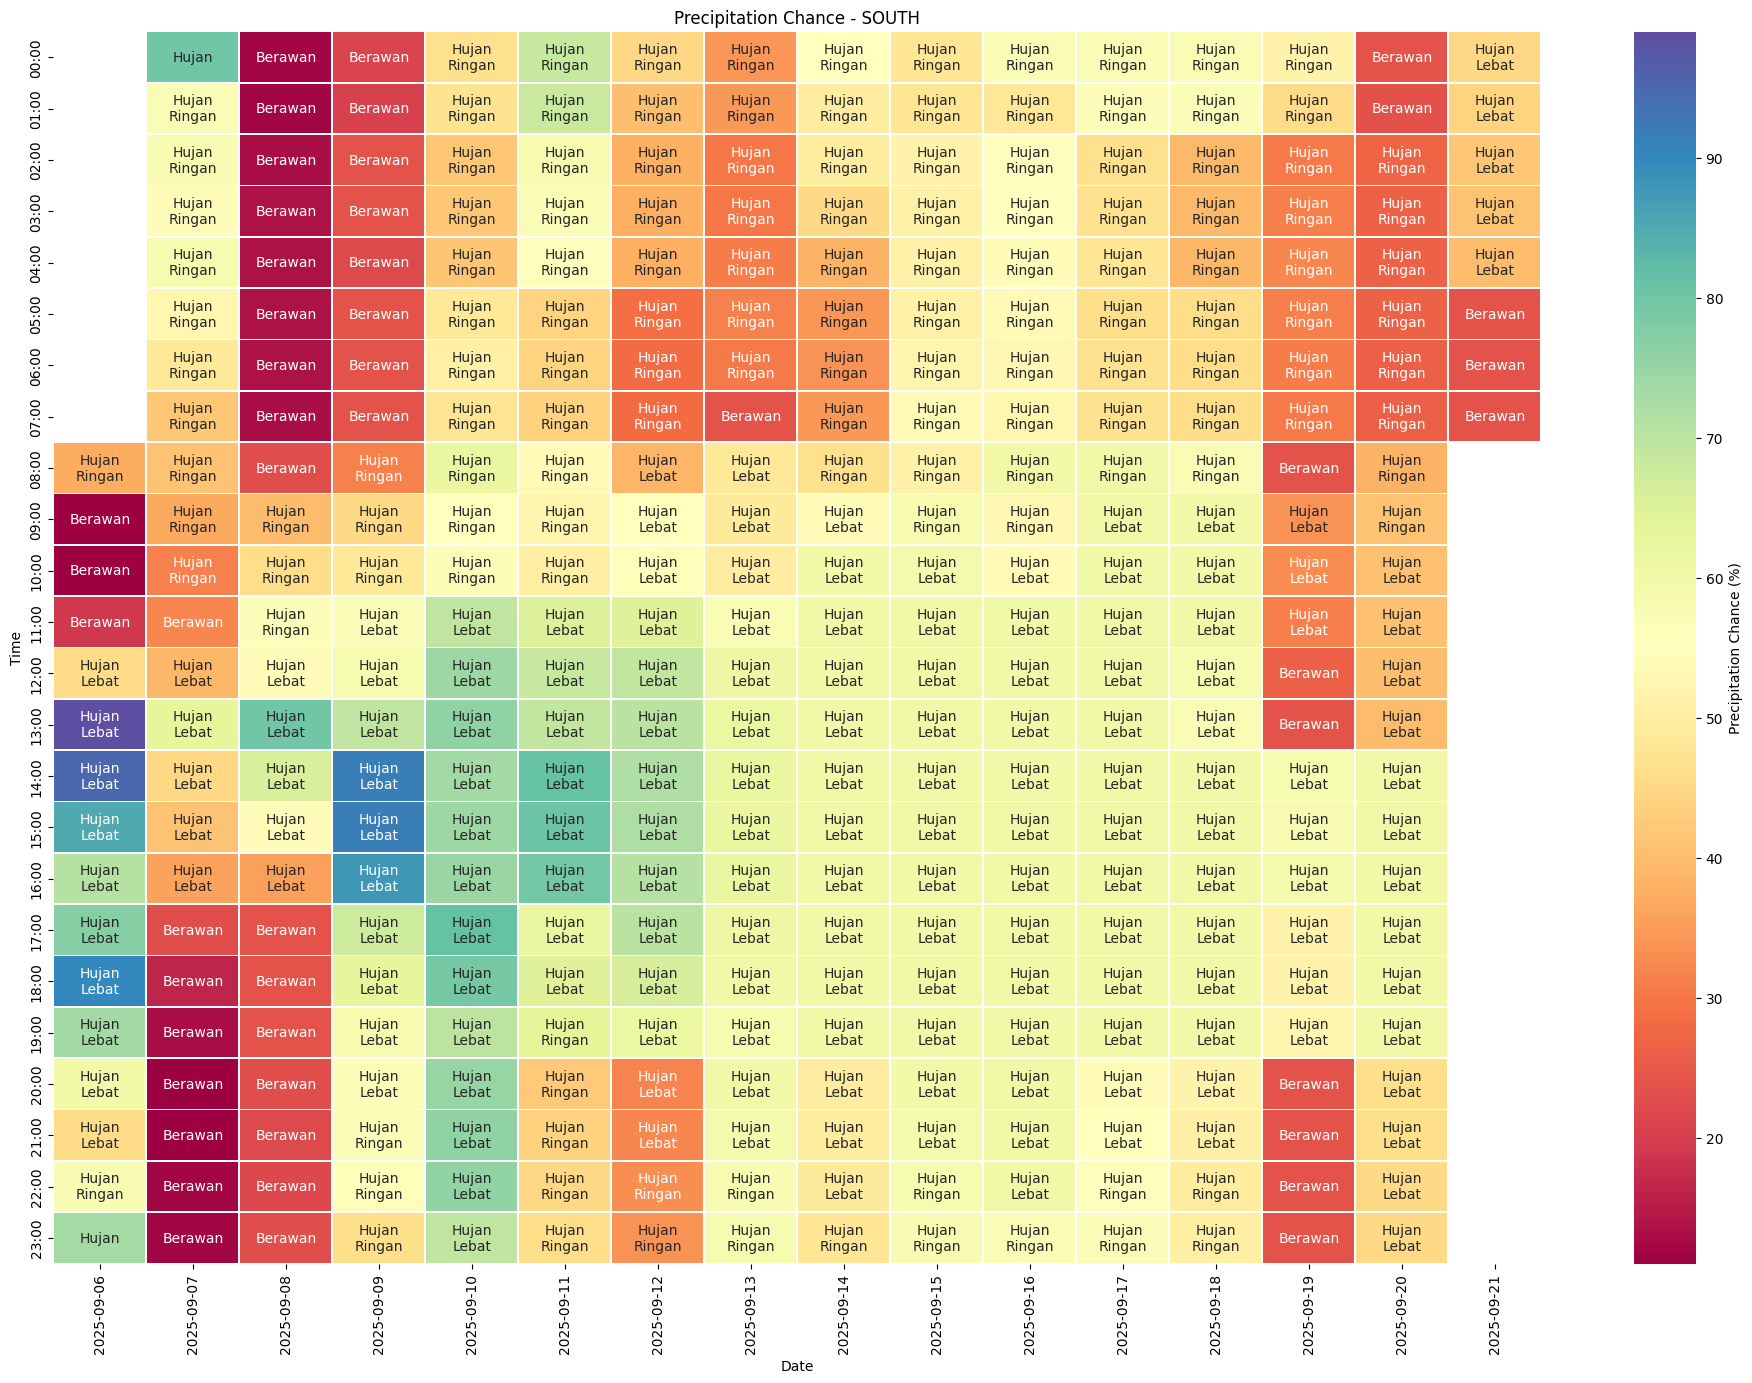 Precipitation Chance - SOUTH
00:00 Hujan Berawan Berawan Hujan Ringan Hujan Ringan Hujan Ringan Hujan Ringan Hujan Ringan Hujan Ringan Hujan Ringan Hujan Ringan Hujan Ringan Hujan Ringan Berawan Hujan Lebat
01:00 Hujan Ringan Berawan Berawan Hujan Ringan Hujan Ringan Hujan Ringan Hujan Ringan Hujan Ringan Hujan Ringan Hujan Ringan Hujan Ringan Hujan Ringan Hujan Ringan Berawan Hujan Lebat
02:00 Hujan Ringan Berawan Berawan Hujan Ringan Hujan Ringan Hujan Ringan Hujan Ringan Hujan Ringan Hujan Ringan Hujan Ringan Hujan Ringan Hujan Ringan Hujan Ringan Hujan Ringan Hujan Lebat
03:00 Hujan Ringan Berawan Berawan Hujan Ringan Hujan Ringan Hujan Ringan Hujan Ringan Hujan Ringan Hujan Ringan Hujan Ringan Hujan Ringan Hujan Ringan Hujan Ringan Hujan Ringan Hujan Lebat
04:00 Hujan Ringan Berawan Berawan Hujan Ringan Hujan Ringan Hujan Ringan Hujan Ringan Hujan Ringan Hujan Ringan Hujan Ringan Hujan Ringan Hujan Ringan Hujan Ringan Hujan Ringan Hujan Lebat
05:00 Hujan Ringan Berawan Berawan Hujan Ringan Hujan Ringan Hujan Ringan Hujan Ringan Hujan Ringan Hujan Ringan Hujan Ringan Hujan Ringan Hujan Ringan Hujan Ringan Hujan Ringan Berawan
06:00 Hujan Ringan Berawan Berawan Hujan Ringan Hujan Ringan Hujan Ringan Hujan Ringan Hujan Ringan Hujan Ringan Hujan Ringan Hujan Ringan Hujan Ringan Hujan Ringan Hujan Ringan Berawan
07:00 Hujan Ringan Berawan Berawan Hujan Ringan Hujan Ringan Hujan Ringan Berawan Hujan Ringan Hujan Ringan Hujan Ringan Hujan Ringan Hujan Ringan Hujan Ringan Hujan Ringan Berawan
08:00 Hujan Ringan Hujan Ringan Berawan Hujan Ringan Hujan Ringan Hujan Ringan Hujan Lebat Hujan Lebat Hujan Ringan Hujan Ringan Hujan Ringan Hujan Ringan Hujan Ringan Berawan Hujan Ringan
09:00 Berawan Hujan Ringan Hujan Ringan Hujan Ringan Hujan Ringan Hujan Ringan Hujan Lebat Hujan Lebat Hujan Lebat Hujan Ringan Hujan Ringan Hujan Lebat Hujan Lebat Hujan Lebat Hujan Ringan
10:00 Berawan Hujan Ringan Hujan Ringan Hujan Ringan Hujan Ringan Hujan Ringan Hujan Lebat Hujan Lebat Hujan Lebat Hujan Lebat Hujan Lebat Hujan Lebat Hujan Lebat Hujan Lebat Hujan Lebat
11:00 Berawan Berawan Hujan Ringan Hujan Lebat Hujan Lebat Hujan Lebat Hujan Lebat Hujan Lebat Hujan Lebat Hujan Lebat Hujan Lebat Hujan Lebat Hujan Lebat Hujan Lebat Hujan Lebat
12:00 Hujan Lebat Hujan Lebat Hujan Lebat Hujan Lebat Hujan Lebat Hujan Lebat Hujan Lebat Hujan Lebat Hujan Lebat Hujan Lebat Hujan Lebat Hujan Lebat Hujan Lebat Berawan Hujan Lebat
13:00 Hujan Lebat Hujan Lebat Hujan Lebat Hujan Lebat Hujan Lebat Hujan Lebat Hujan Lebat Hujan Lebat Hujan Lebat Hujan Lebat Hujan Lebat Hujan Lebat Hujan Lebat Berawan Hujan Lebat
14:00 Hujan Lebat Hujan Lebat Hujan Lebat Hujan Lebat Hujan Lebat Hujan Lebat Hujan Lebat Hujan Lebat Hujan Lebat Hujan Lebat Hujan Lebat Hujan Lebat Hujan Lebat Hujan Lebat Hujan Lebat
15:00 Hujan Lebat Hujan Lebat Hujan Lebat Hujan Lebat Hujan Lebat Hujan Lebat Hujan Lebat Hujan Lebat Hujan Lebat Hujan Lebat Hujan Lebat Hujan Lebat Hujan Lebat Hujan Lebat Hujan Lebat
16:00 Hujan Lebat Hujan Lebat Hujan Lebat Hujan Lebat Hujan Lebat Hujan Lebat Hujan Lebat Hujan Lebat Hujan Lebat Hujan Lebat Hujan Lebat Hujan Lebat Hujan Lebat Hujan Lebat Hujan Lebat
17:00 Hujan Lebat Berawan Berawan Hujan Lebat Hujan Lebat Hujan Lebat Hujan Lebat Hujan Lebat Hujan Lebat Hujan Lebat Hujan Lebat Hujan Lebat Hujan Lebat Hujan Lebat Hujan Lebat
18:00 Hujan Lebat Berawan Berawan Hujan Lebat Hujan Lebat Hujan Lebat Hujan Lebat Hujan Lebat Hujan Lebat Hujan Lebat Hujan Lebat Hujan Lebat Hujan Lebat Hujan Lebat Hujan Lebat
19:00 Hujan Lebat Berawan Berawan Hujan Lebat Hujan Lebat Hujan Ringan Hujan Lebat Hujan Lebat Hujan Lebat Hujan Lebat Hujan Lebat Hujan Lebat Hujan Lebat Hujan Lebat Hujan Lebat
20:00 Hujan Lebat Berawan Berawan Hujan Lebat Hujan Lebat Hujan Ringan Hujan Lebat Hujan Lebat Hujan Lebat Hujan Lebat Hujan Lebat Hujan Lebat Hujan Lebat Berawan Hujan Lebat
21:00 Hujan Lebat Berawan Berawan Hujan Ringan Hujan Lebat Hujan Ringan Hujan Lebat Hujan Lebat Hujan Lebat Hujan Lebat Hujan Lebat Hujan Lebat Hujan Lebat Berawan Hujan Lebat
22:00 Hujan Ringan Berawan Berawan Hujan Ringan Hujan Lebat Hujan Ringan Hujan Ringan Hujan Ringan Hujan Lebat Hujan Ringan Hujan Lebat Hujan Ringan Hujan Ringan Berawan Hujan Lebat
23:00 Hujan Berawan Berawan Hujan Ringan Hujan Lebat Hujan Ringan Hujan Ringan Hujan Ringan Hujan Ringan Hujan Ringan Hujan Ringan Hujan Ringan Hujan Ringan Berawan Hujan Lebat
Time
2025-09-06 2025-09-07 2025-09-08 2025-09-09 2025-09-10 2025-09-11 2025-09-12 2025-09-13 2025-09-14 2025-09-15 2025-09-16 2025-09-17 2025-09-18 2025-09-19 2025-09-20 2025-09-21
Date
90
80
70
60
50
40
30
20
Precipitation Chance (%)